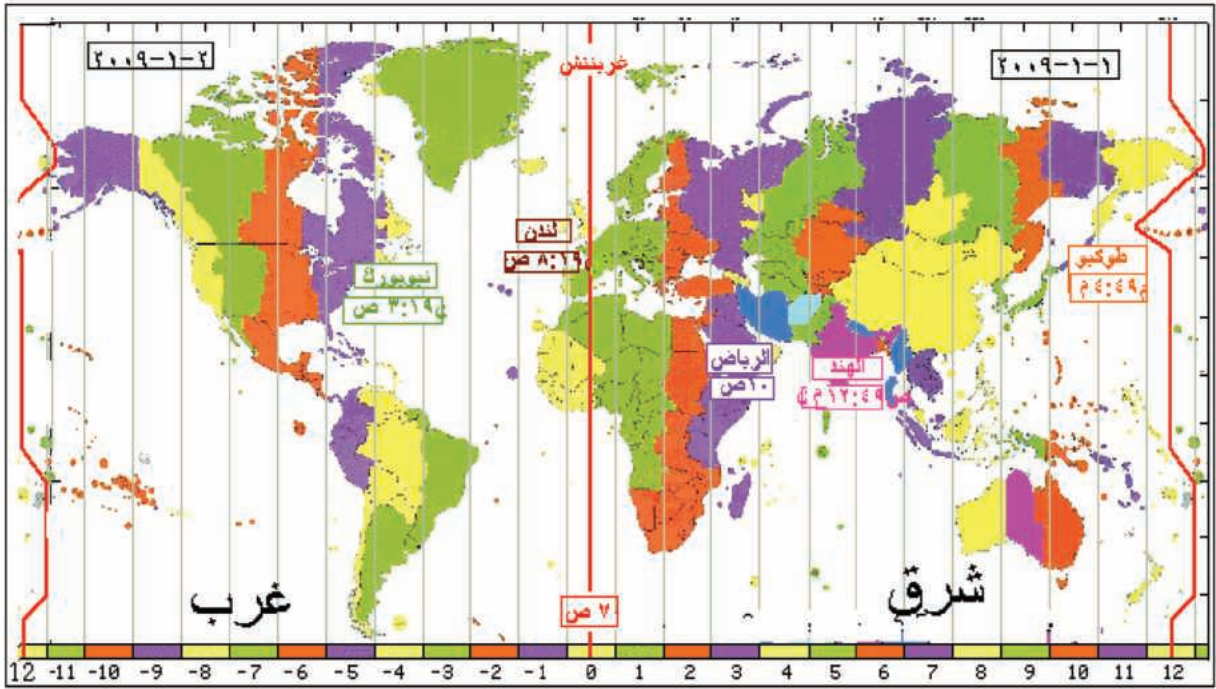 ٢٠٠٩-١-٢
غرينتش
٢٠٠٩-١-١
لندن
٨:١٩ ص
طوكيو
٤:٤٩ م
نيويورك
٣:١٩ ص
الرياض
١٠ص
الهند
١٢:٤٩ م
غرب
٧ ص
شرق
12 -11 -10 -9 -8 -7 -6 -5 -4 -3 -2 -1 0 1 2 3 4 5 6 7 8 9 10 11 12